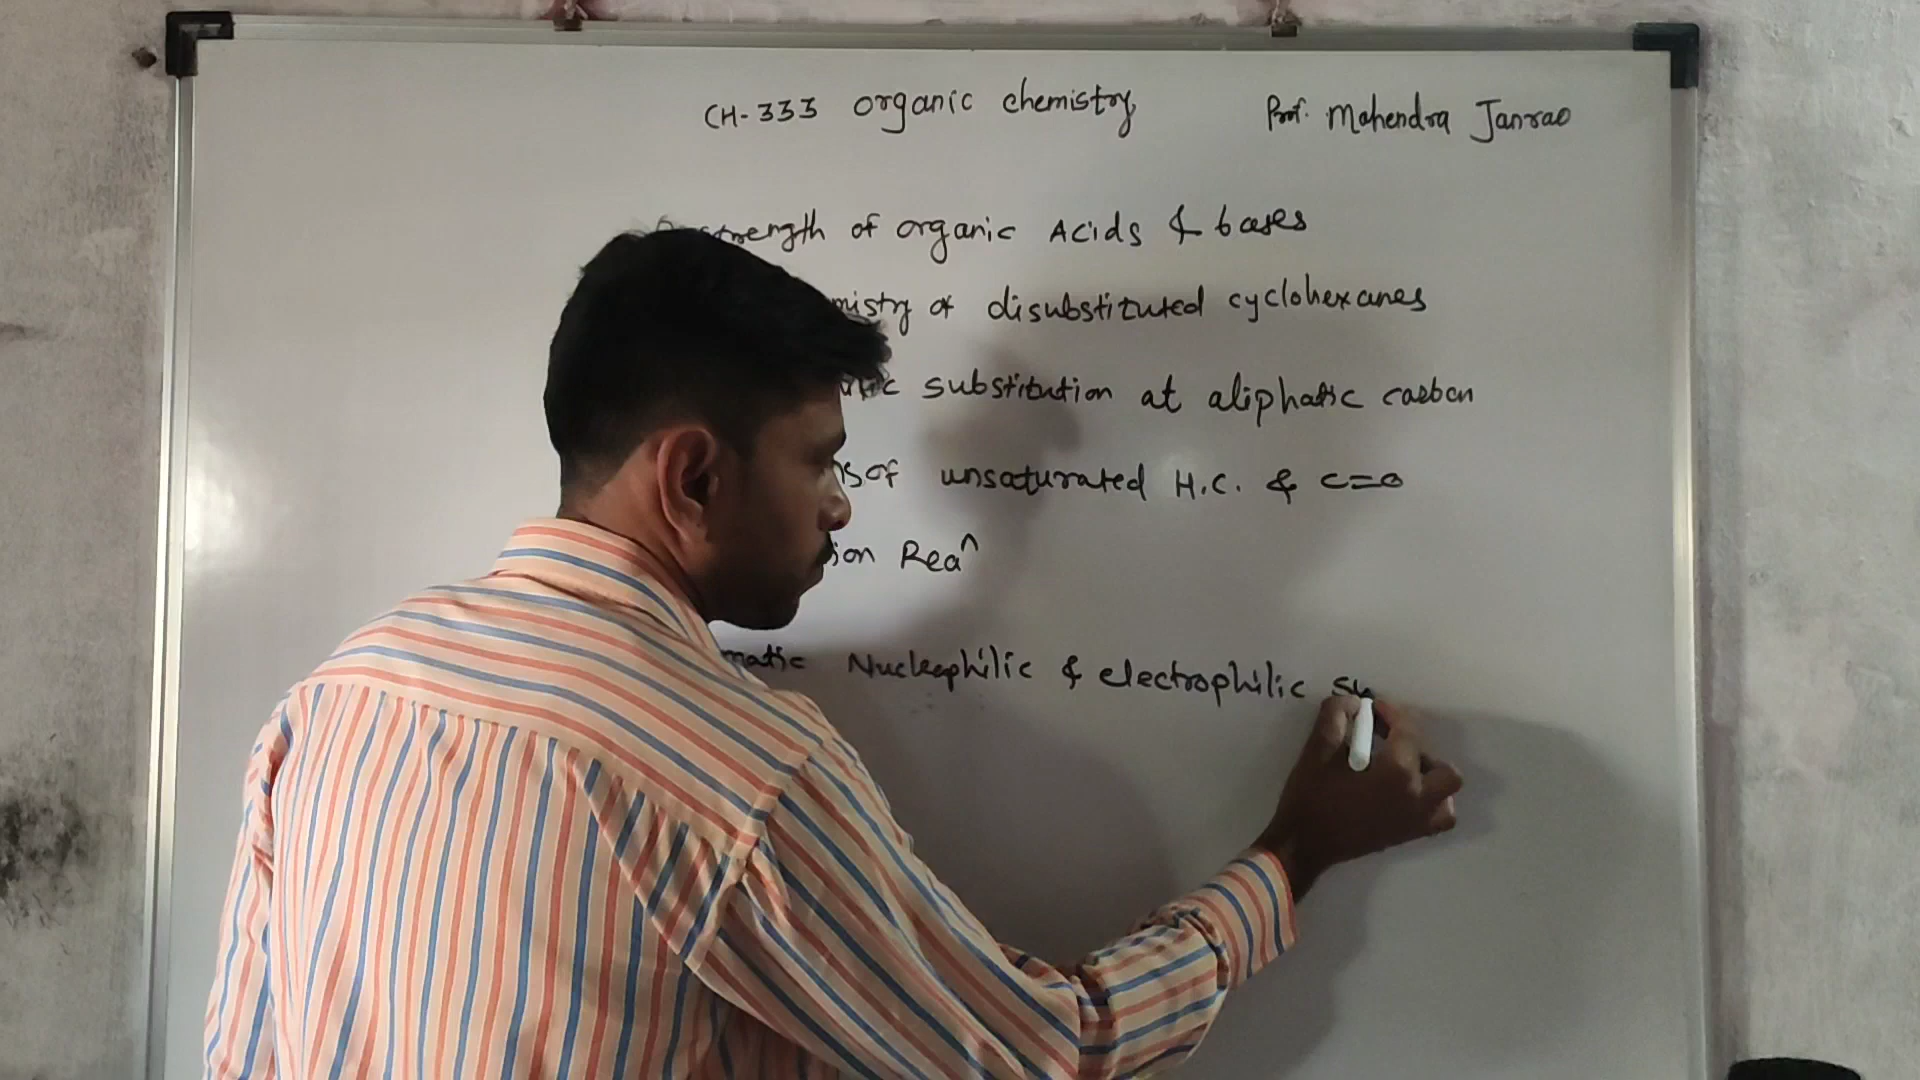 CH-333 organic chemistry Prof. Mahendra Janrao
strength of organic Acids & bases
mistry of disubstituted cyclohexanes
substitution at aliphatic carbon
of unsaturated H.C. & C=O
ion Rea^n
matic Nucleophilic & electrophilic su